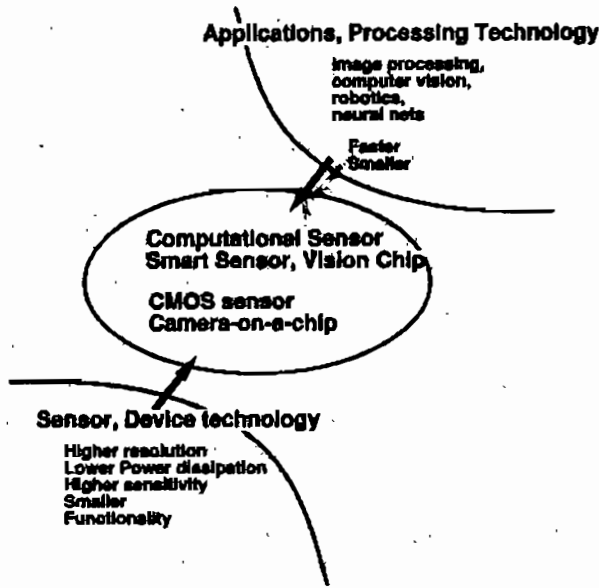 Applications, Processing Technology
image processing,
computer vision,
robotics,
neural nets
Faster
Smaller
Computational Sensor
Smart Sensor, Vision Chip
CMOS sensor
Camera-on-a-chip
Sensor, Device technology
Higher resolution
Lower Power dissipation
Higher sensitivity
Smaller
Functionality